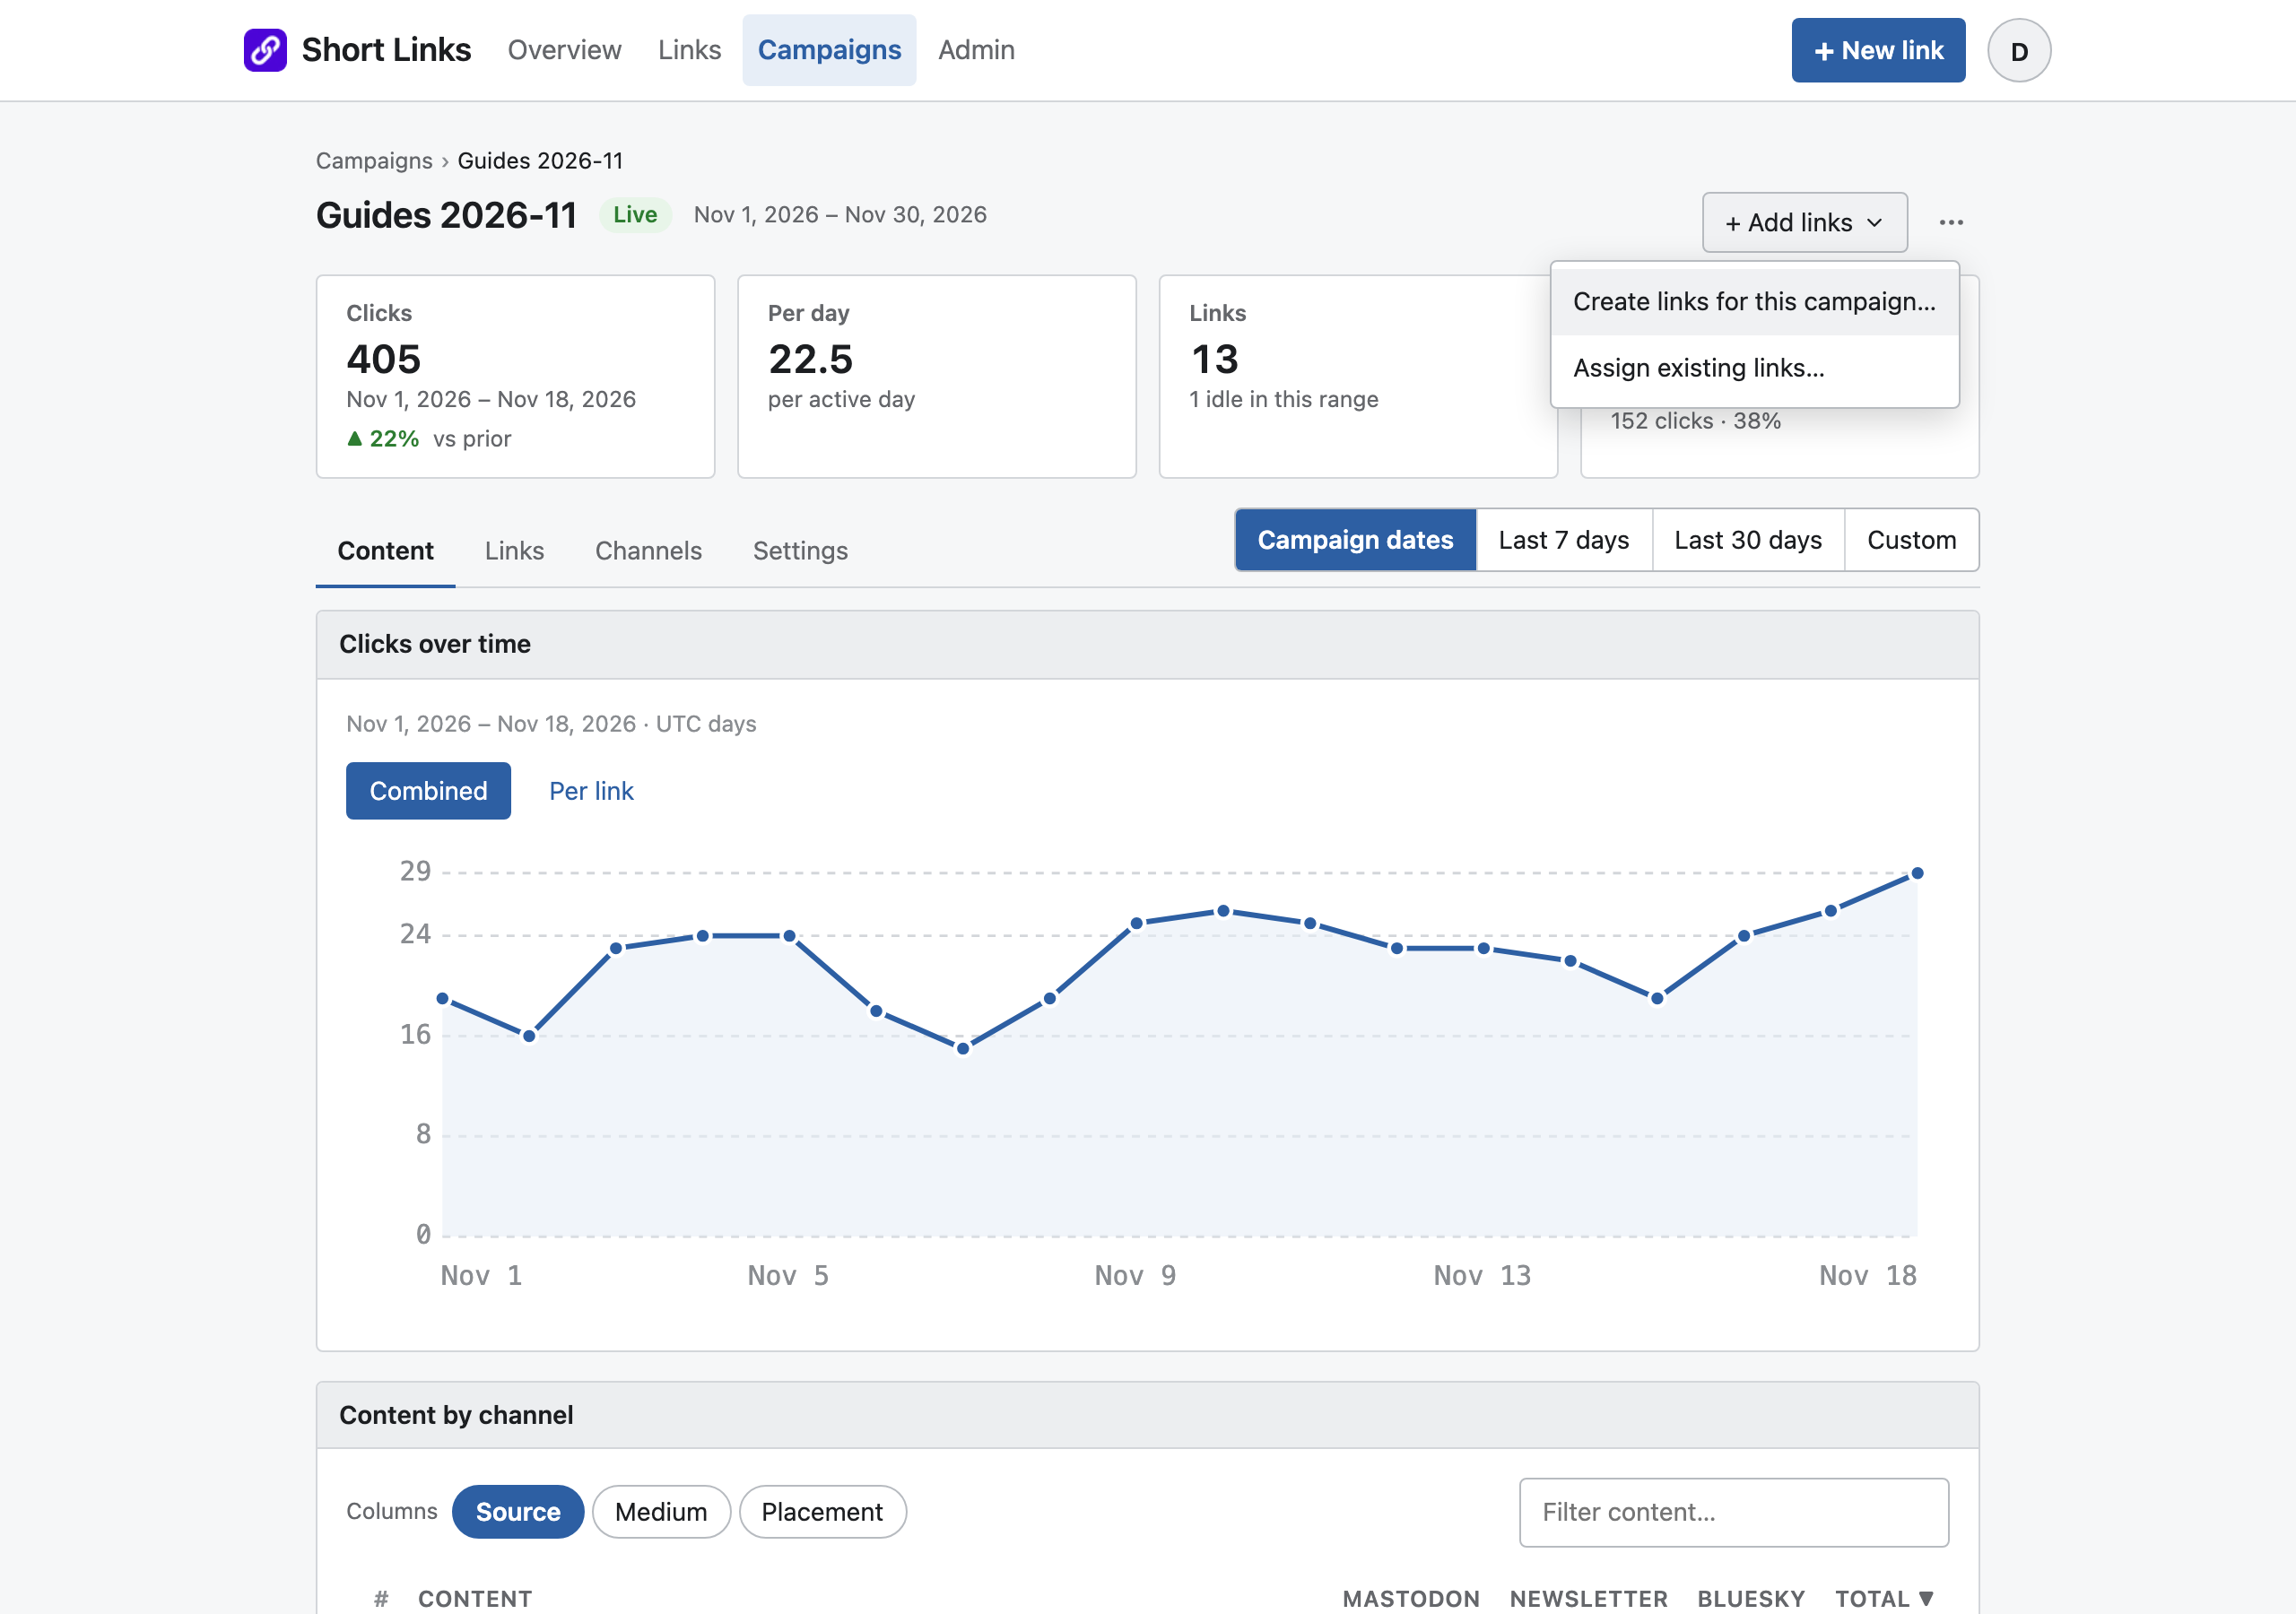 Short Links Overview Links Campaigns Admin + New link D
Campaigns › Guides 2026-11
Guides 2026-11 Live Nov 1, 2026 – Nov 30, 2026 + Add links ...
Create links for this campaign...
Assign existing links...
Clicks
405
Nov 1, 2026 – Nov 18, 2026
▲ 22% vs prior
Per day
22.5
per active day
Links
13
1 idle in this range
152 clicks · 38%
Content Links Channels Settings
Campaign dates Last 7 days Last 30 days Custom
Clicks over time
Nov 1, 2026 – Nov 18, 2026 · UTC days
Combined Per link
29
24
16
8
0
Nov 1 Nov 5 Nov 9 Nov 13 Nov 18
Content by channel
Columns Source Medium Placement Filter content...
# CONTENT MASTODON NEWSLETTER BLUESKY TOTAL ▼